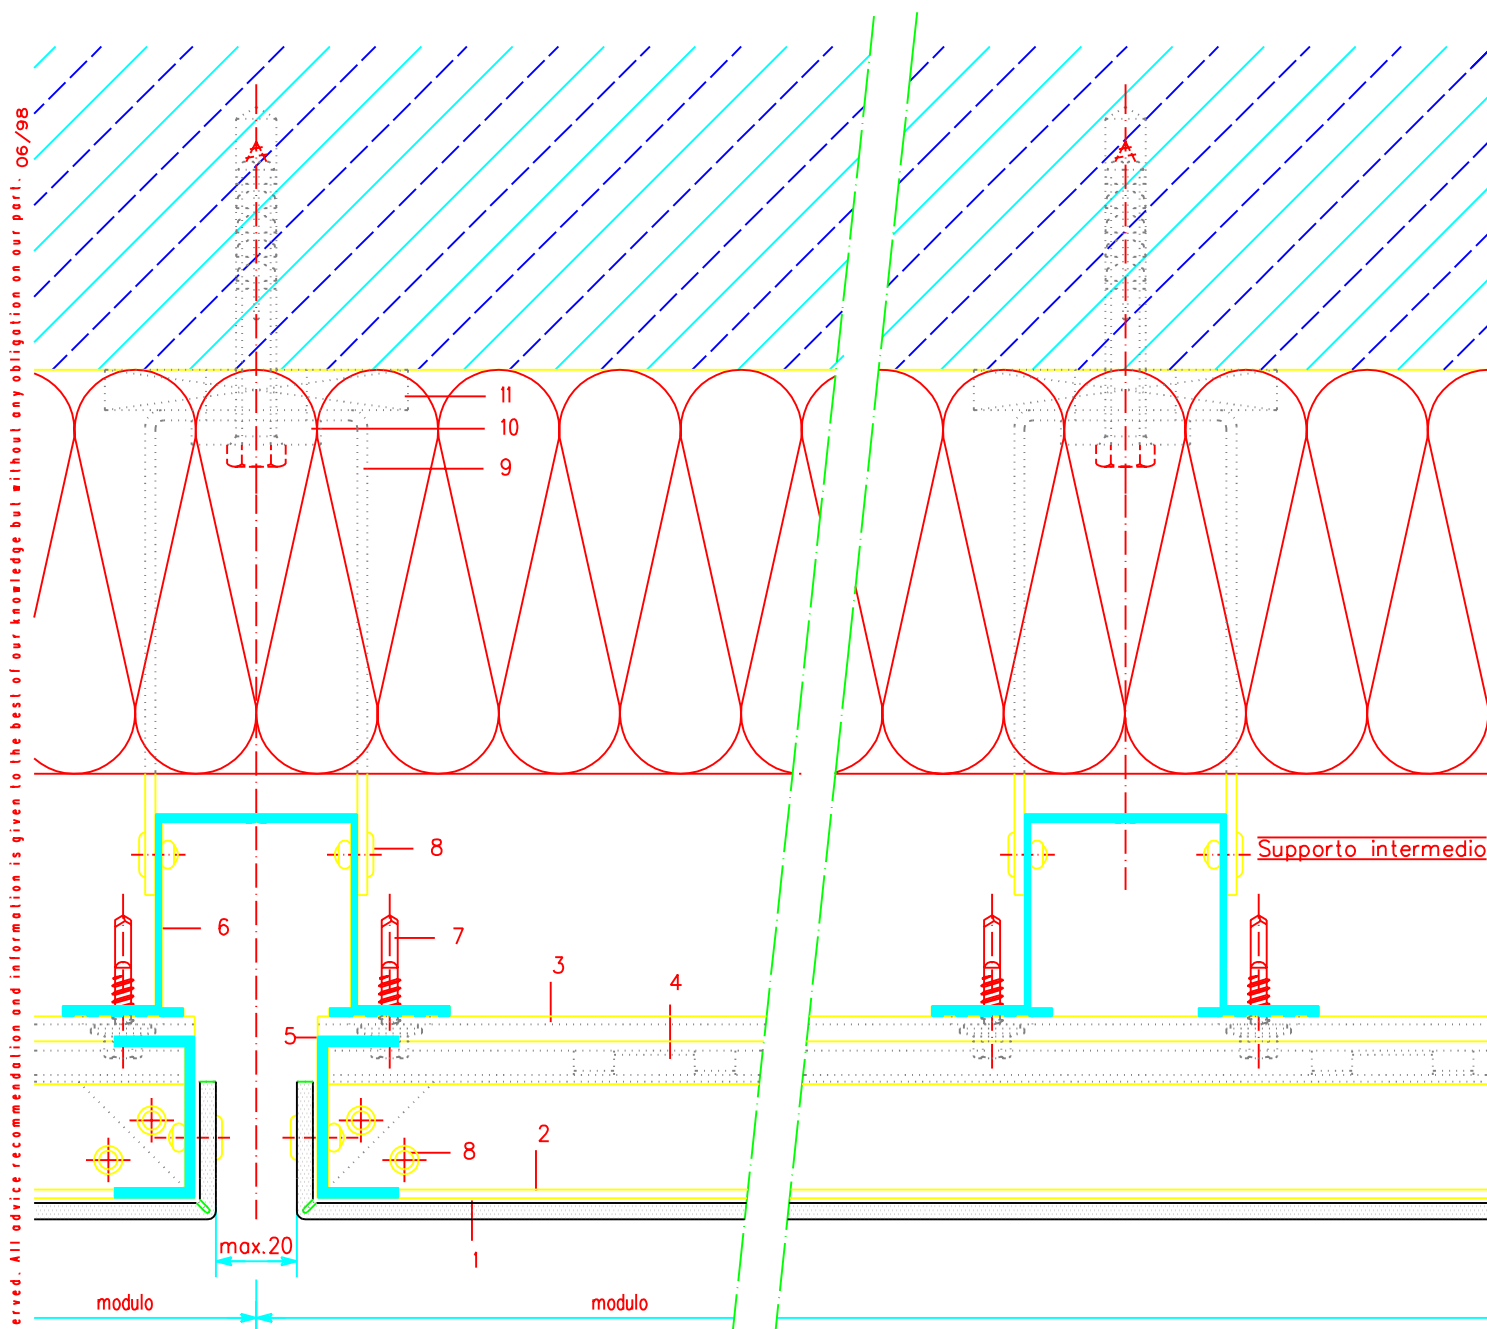 erved. All advice recommendation and information is given to the best of our knowledge but without any obligation on our part. 06/98
11
10
9
8
Supporto intermedio
6
7
3
4
5
2
8
max.20
1
modulo
modulo